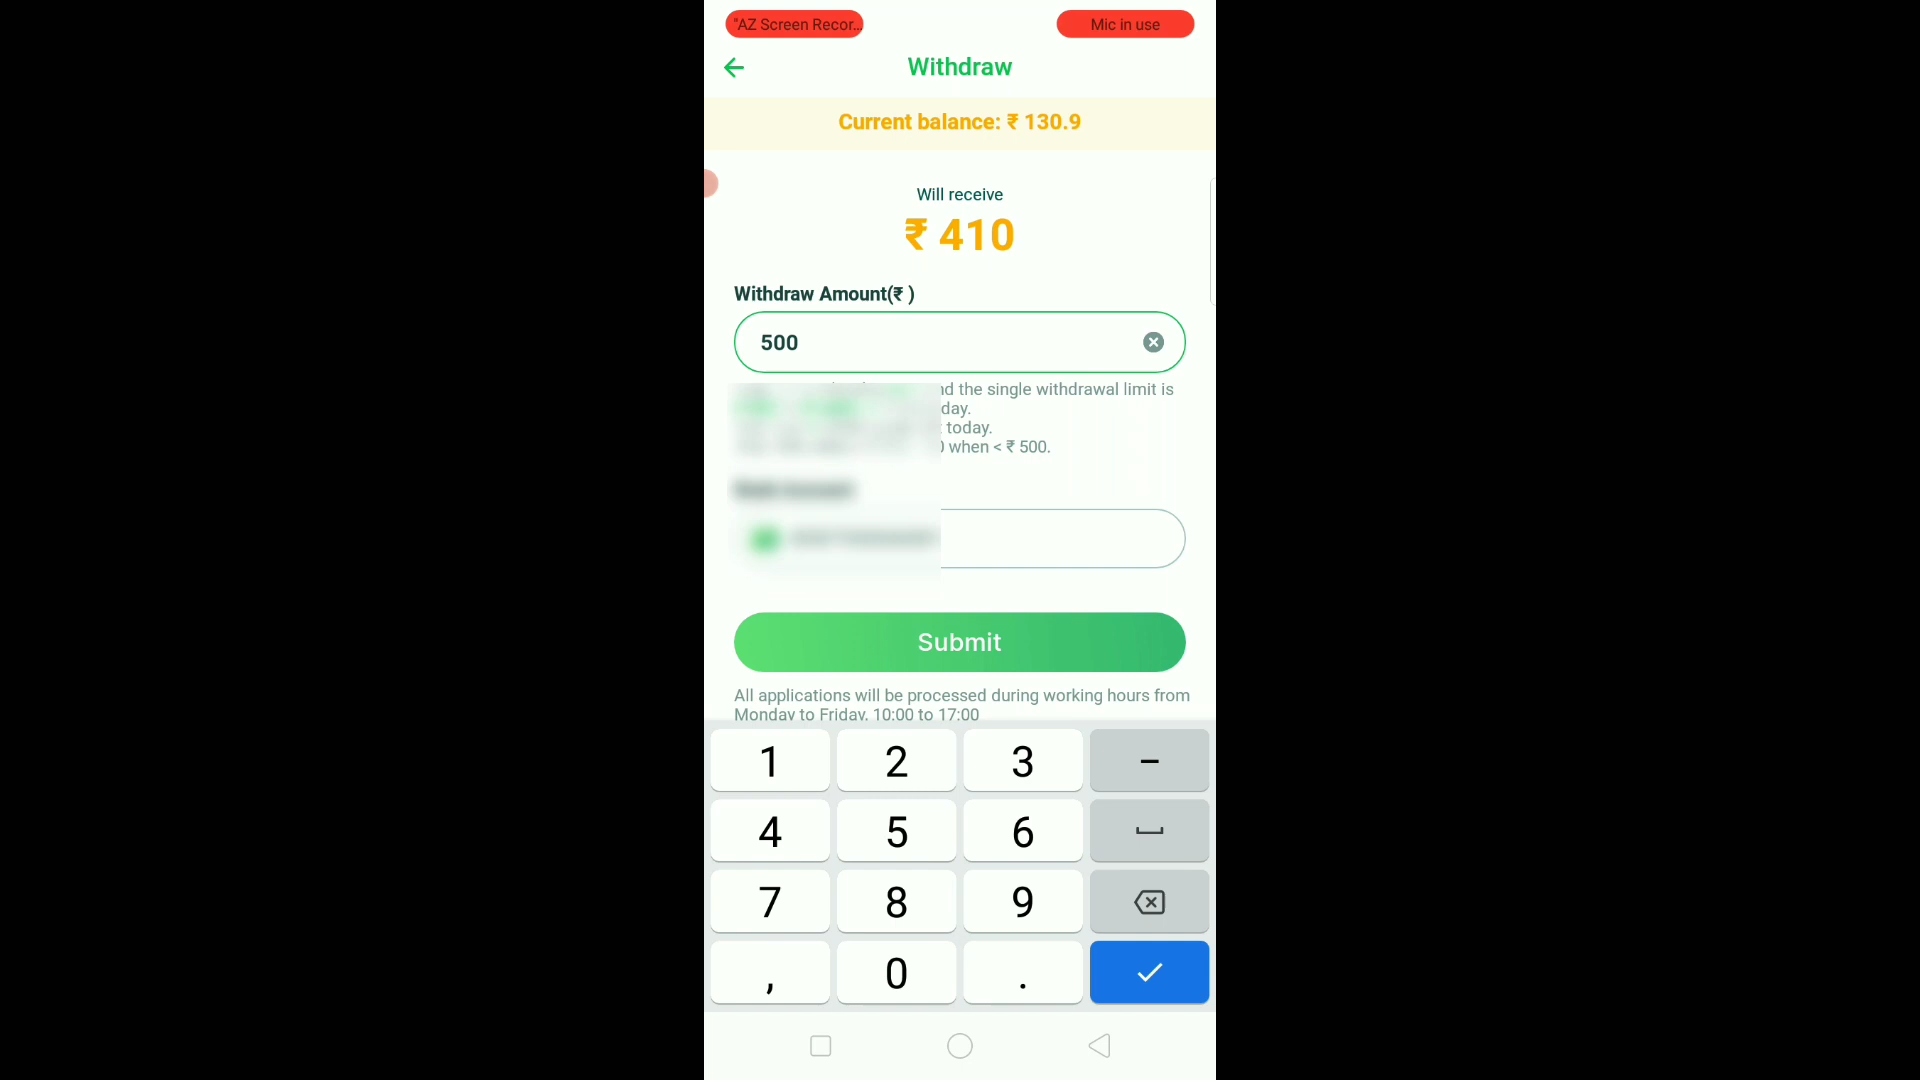 "AZ Screen Recor...
Mic in use
Withdraw
Current balance: ₹ 130.9
Will receive
₹ 410
Withdraw Amount(₹ )
500
the single withdrawal limit is
day.
today.
when < ₹ 500.
Submit
All applications will be processed during working hours from
Monday to Friday, 10:00 to 17:00
1 2 3 –
4 5 6
7 8 9
, 0 .